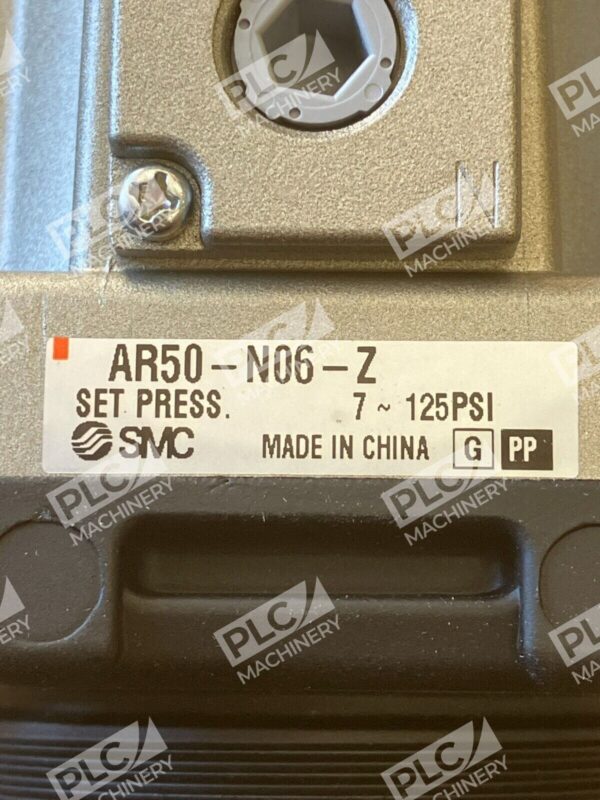 AR50-N06-Z
SET PRESS. 7~125PSI
SMC MADE IN CHINA G PP
PLC MACHINERY